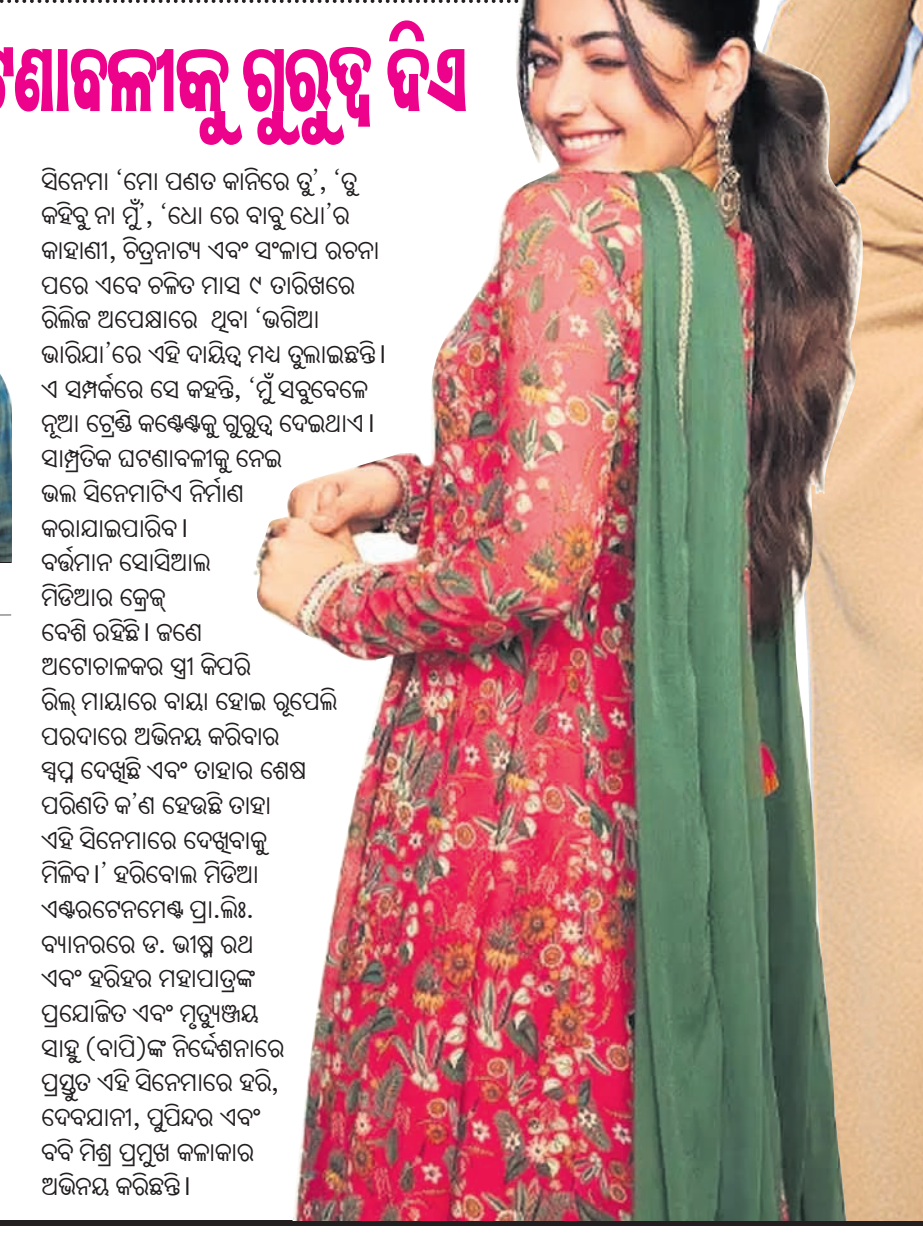 ଘଟଣାବଳୀକୁ ଗୁରୁତ୍ୱ ଦିଏ
ସିନେମା ‘ମୋ ପଣତ କାନିରେ ତୁ’, ‘ତୁ
କହିବୁ ନା ମୁଁ’, ‘ଧୋ ରେ ବାବୁ ଧୋ’ର
କାହାଣୀ, ଚିତ୍ରନାଟ୍ୟ ଏବଂ ସଂଳାପ ରଚନା
ପରେ ଏବେ ଚଳିତ ମାସ ୯ ତାରିଖରେ
ରିଲିଜ ଅପେକ୍ଷାରେ ଥିବା ‘ଭଗିଆ
ଭାରିଯା’ରେ ଏହି ଦାୟିତ୍ୱ ମଧ୍ୟ ତୁଲାଇଛନ୍ତି।
ଏ ସମ୍ପର୍କରେ ସେ କହନ୍ତି, ‘ମୁଁ ସବୁବେଳେ
ନୂଆ ଟ୍ରେଣ୍ଡି କଣ୍ଟେଣ୍ଟକୁ ଗୁରୁତ୍ୱ ଦେଇଥାଏ।
ସାମ୍ପ୍ରତିକ ଘଟଣାବଳୀକୁ ନେଇ
ଭଲ ସିନେମାଟିଏ ନିର୍ମାଣ
କରାଯାଇପାରିବ।
ବର୍ତ୍ତମାନ ସୋସିଆଲ
ମିଡିଆର କ୍ରେଜ୍
ବେଶି ରହିଛି। ଜଣେ
ଅଟୋଚାଳକର ସ୍ତ୍ରୀ କିପରି
ରିଲ୍ ମାୟାରେ ବାୟା ହୋଇ ରୂପେଲି
ପରଦାରେ ଅଭିନୟ କରିବାର
ସ୍ୱପ୍ନ ଦେଖିଛି ଏବଂ ତାହାର ଶେଷ
ପରିଣତି କ’ଣ ହେଉଛି ତାହା
ଏହି ସିନେମାରେ ଦେଖିବାକୁ
ମିଳିବ।’ ହରିବୋଲ ମିଡିଆ
ଏଣ୍ଟରଟେନମେଣ୍ଟ ପ୍ରା.ଲିଃ.
ବ୍ୟାନରରେ ଡ. ଭୀଷ୍ମ ରଥ
ଏବଂ ହରିହର ମହାପାତ୍ରଙ୍କ
ପ୍ରଯୋଜିତ ଏବଂ ମୃତ୍ୟୁଞ୍ଜୟ
ସାହୁ (ବାପି)ଙ୍କ ନିର୍ଦ୍ଦେଶନାରେ
ପ୍ରସ୍ତୁତ ଏହି ସିନେମାରେ ହରି,
ଦେବଯାନୀ, ପୁପିନ୍ଦର ଏବଂ
ବବି ମିଶ୍ର ପ୍ରମୁଖ କଳାକାର
ଅଭିନୟ କରିଛନ୍ତି।